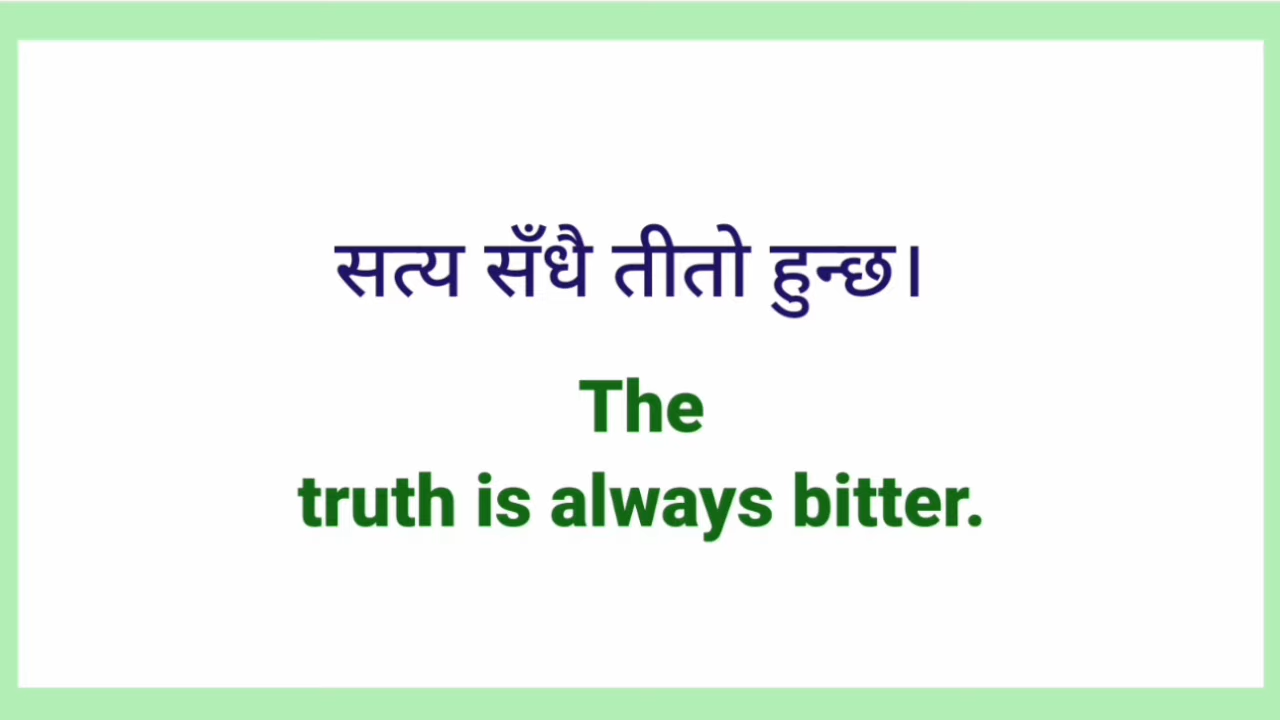 सत्य सँधै तीतो हुन्छ।
The
truth is always bitter.